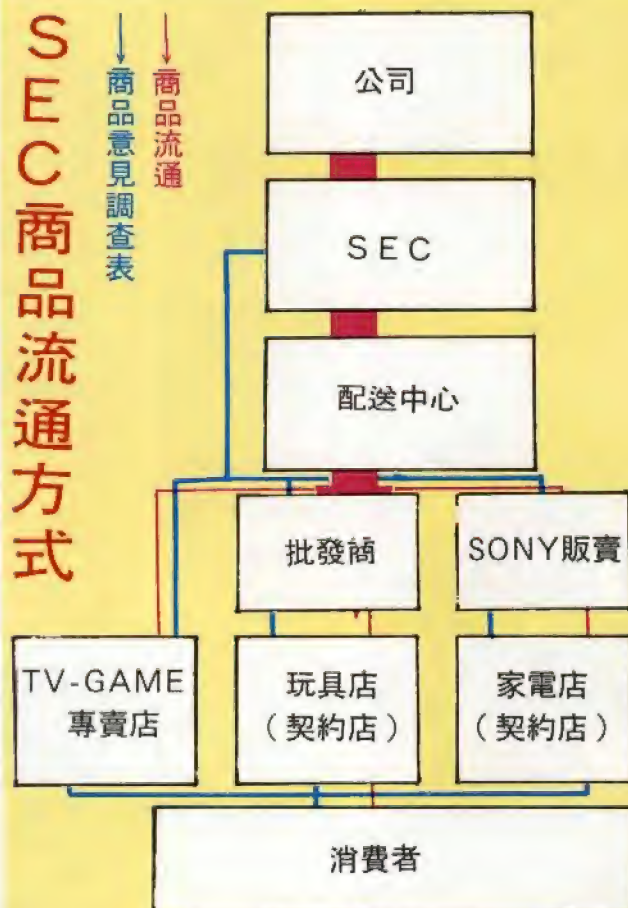 SEC商品流通方式
↓商品意見調查表
↓商品流通
公司
SEC
配送中心
批發商
SONY販賣
TV-GAME
專賣店
玩具店
(契約店)
家電店
(契約店)
消費者